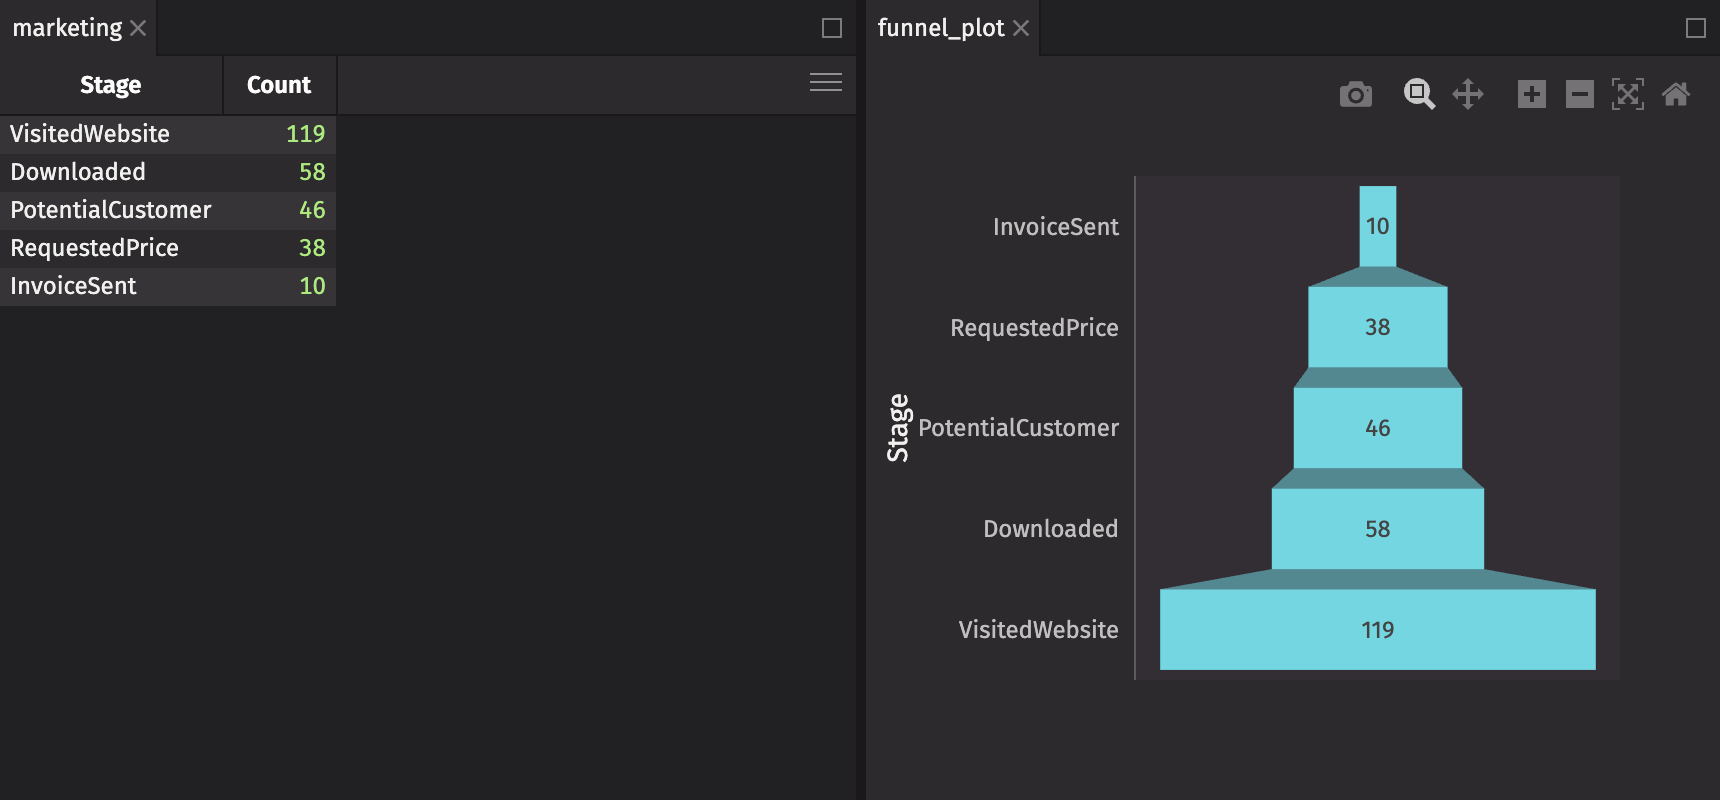 marketing
Stage Count
VisitedWebsite 119
Downloaded 58
PotentialCustomer 46
RequestedPrice 38
InvoiceSent 10
funnel_plot
Stage
InvoiceSent 10
RequestedPrice 38
PotentialCustomer 46
Downloaded 58
VisitedWebsite 119